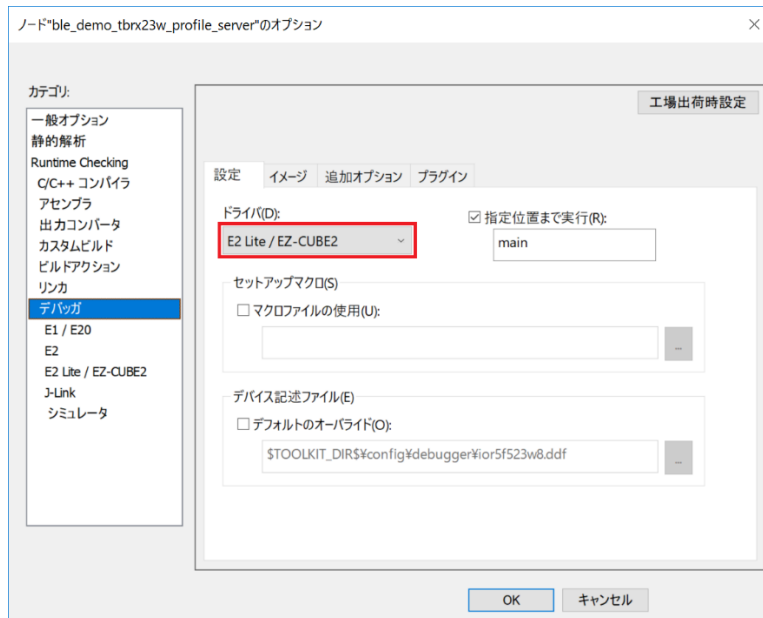 ノード"ble_demo_tbrx23w_profile_server"のオプション
カテゴリ:
一般オプション
静的解析
Runtime Checking
C/C++ コンパイラ
アセンブラ
出力コンバータ
カスタムビルド
ビルドアクション
リンカ
デバッガ
E1 / E20
E2
E2 Lite / EZ-CUBE2
J-Link
シミュレータ
工場出荷時設定
設定 イメージ 追加オプション プラグイン
ドライバ(D):
E2 Lite / EZ-CUBE2
指定位置まで実行(R):
main
セットアップマクロ(S)
マクロファイルの使用(U):
...
デバイス記述ファイル(E)
デフォルトのオーバライド(O):
$TOOLKIT_DIR$¥config¥debugger¥ior5f523w8.ddf
...
OK キャンセル